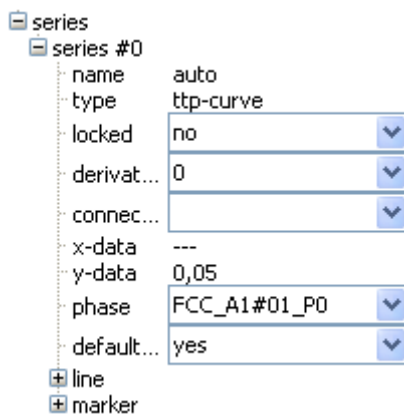 series
series #0
name auto
type ttp-curve
locked no
derivat... 0
connec...
x-data ---
y-data 0,05
phase FCC_A1#01_P0
default... yes
line
marker